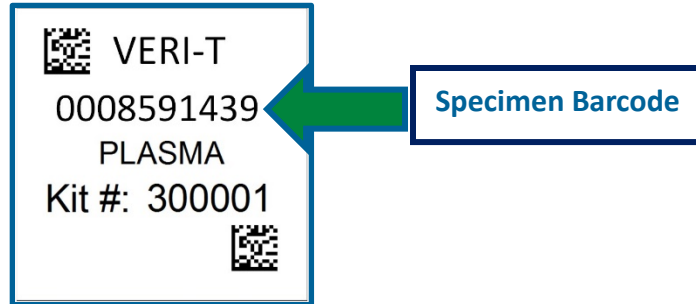 VERI-T
0008591439
PLASMA
Kit #: 300001
Specimen Barcode